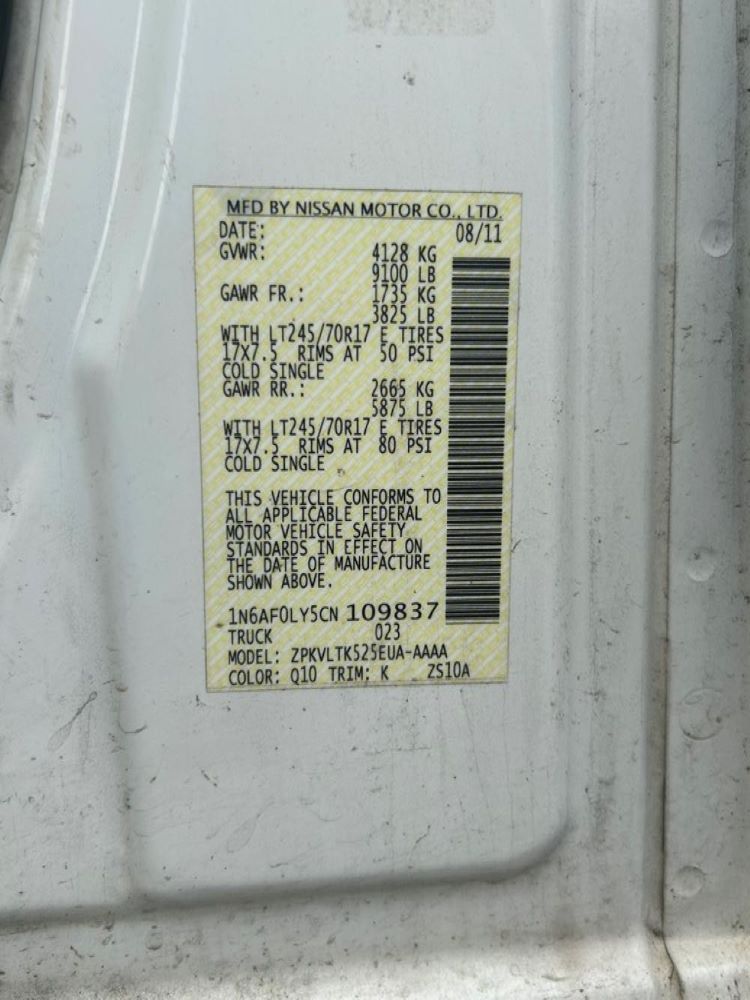 MFD BY NISSAN MOTOR CO., LTD.
DATE: 08/11
GVWR: 4128 KG
9100 LB
GAWR FR.: 1735 KG
3825 LB
WITH LT245/70R17 E TIRES
17X7.5 RIMS AT 50 PSI
COLD SINGLE
GAWR RR.: 2665 KG
5875 LB
WITH LT245/70R17 E TIRES
17X7.5 RIMS AT 80 PSI
COLD SINGLE
THIS VEHICLE CONFORMS TO
ALL APPLICABLE FEDERAL
MOTOR VEHICLE SAFETY
STANDARDS IN EFFECT ON
THE DATE OF MANUFACTURE
SHOWN ABOVE.
1N6AF0LY5CN 109837
TRUCK 023
MODEL: ZPKVLTK525EUA-AAAA
COLOR: Q10 TRIM: K ZS10A